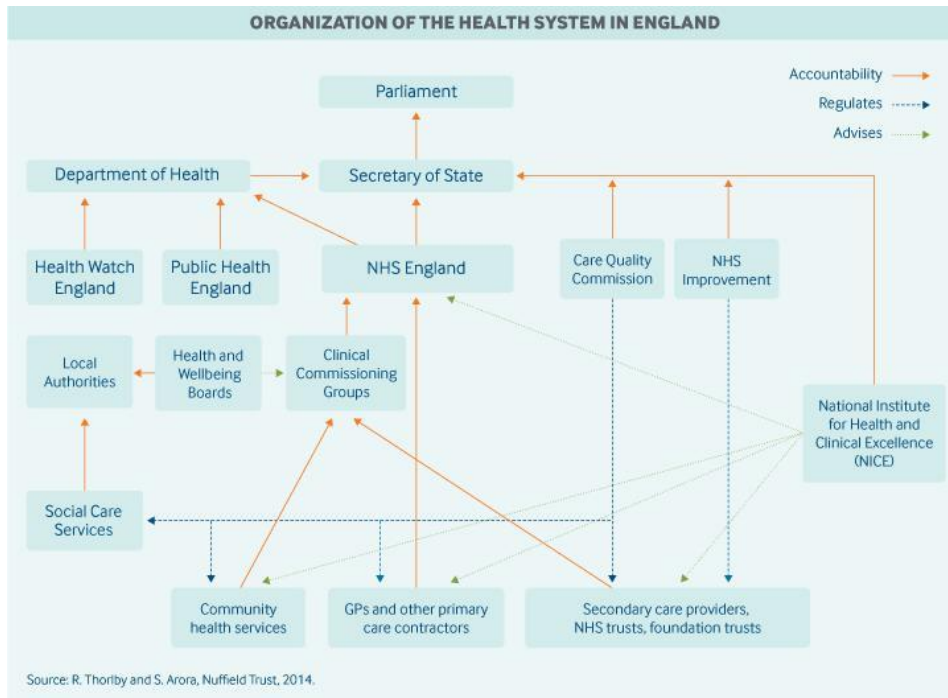 ORGANIZATION OF THE HEALTH SYSTEM IN ENGLAND
Accountability
Regulates
Advises
Parliament
Department of Health
Secretary of State
Health Watch
England
Public Health
England
NHS England
Care Quality
Commission
NHS
Improvement
Local
Authorities
Health and
Wellbeing
Boards
Clinical
Commissioning
Groups
National Institute
for Health and
Clinical Excellence
(NICE)
Social Care
Services
Community
health services
GPs and other primary
care contractors
Secondary care providers,
NHS trusts, foundation trusts
Source: R. Thorlby and S. Arora, Nuffield Trust, 2014.